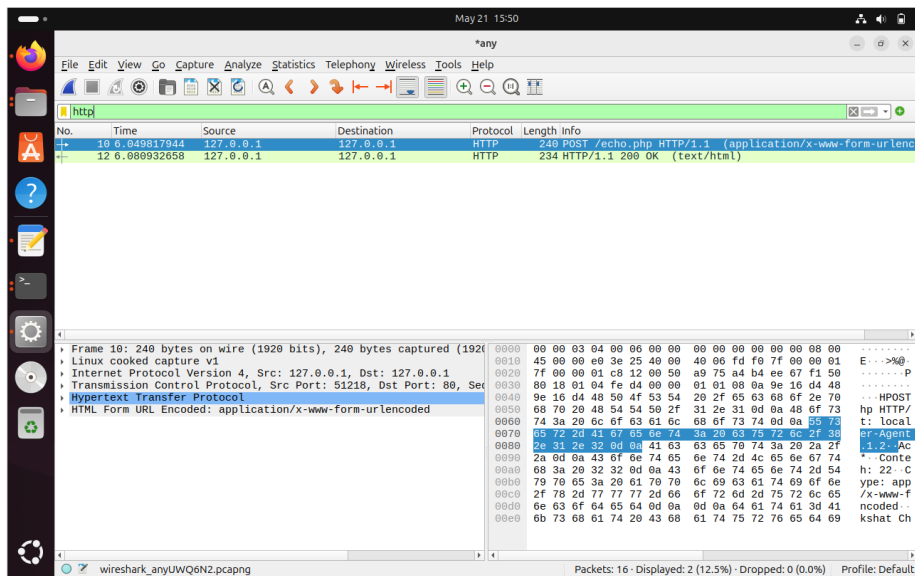 May 21 15:50
*any
File Edit View Go Capture Analyze Statistics Telephony Wireless Tools Help
http
No. Time Source Destination Protocol Length Info
10 6.049817944 127.0.0.1 127.0.0.1 HTTP 240 POST /echo.php HTTP/1.1 (application/x-www-form-urlenc
12 6.080932658 127.0.0.1 127.0.0.1 HTTP 234 HTTP/1.1 200 OK (text/html)
Frame 10: 240 bytes on wire (1920 bits), 240 bytes captured (192
Linux cooked capture v1
Internet Protocol Version 4, Src: 127.0.0.1, Dst: 127.0.0.1
Transmission Control Protocol, Src Port: 51218, Dst Port: 80, Sec
Hypertext Transfer Protocol
HTML Form URL Encoded: application/x-www-form-urlencoded
0000 00 00 03 04 00 06 00 00 00 00 00 00 00 00 08 00 ········
0010 45 00 00 e0 3e 25 40 00 40 06 fd f0 7f 00 00 01 E···>%@·
0020 7f 00 00 01 c8 12 00 50 a9 75 a4 b4 ee 67 f1 50 ·······P
0030 80 18 01 04 fe d4 00 00 01 01 08 0a 9e 16 d4 48 ········
0040 9e 16 d4 48 50 4f 53 54 20 2f 65 63 68 6f 2e 70 ···HPOST
0050 68 70 20 48 54 54 50 2f 31 2e 31 0d 0a 48 6f 73 hp HTTP/
0060 74 3a 20 6c 6f 63 61 6c 68 6f 73 74 0d 0a 55 73 t: local
0070 65 72 2d 41 67 65 6e 74 3a 20 63 75 72 6c 2f 38 er-Agent
0080 2e 31 2e 32 0d 0a 41 63 63 65 70 74 3a 20 2a 2f .1.2··Ac
0090 2a 0d 0a 43 6f 6e 74 65 6e 74 2d 4c 65 6e 67 74 *··Conte
00a0 68 3a 20 32 32 0d 0a 43 6f 6e 74 65 6e 74 2d 54 h: 22··C
00b0 79 70 65 3a 20 61 70 70 6c 69 63 61 74 69 6f 6e ype: app
00c0 2f 78 2d 77 77 77 2d 66 6f 72 6d 2d 75 72 6c 65 /x-www-f
00d0 6e 63 6f 64 65 64 0d 0a 0d 0a 64 61 74 61 3d 41 ncoded··
00e0 6b 73 68 61 74 20 43 68 61 74 75 72 76 65 64 69 kshat Ch
wireshark_anyUWQ6N2.pcapng Packets: 16 · Displayed: 2 (12.5%) · Dropped: 0 (0.0%) Profile: Default